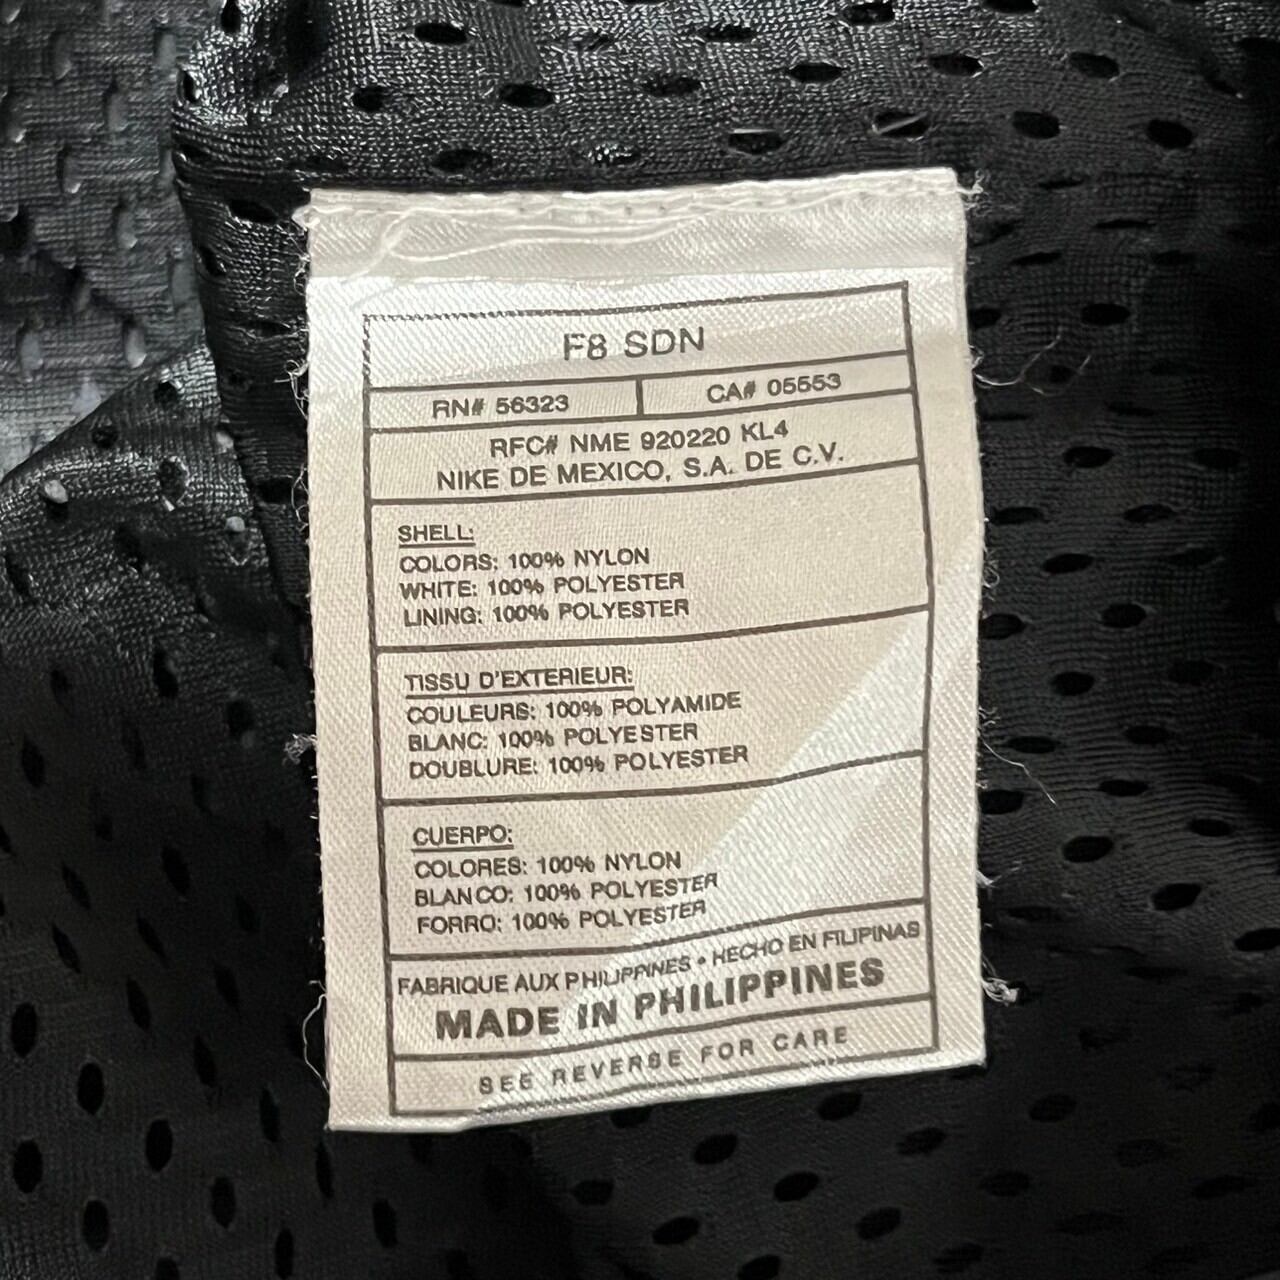 F8 SDN
RN# 56323
CA# 05553
RFC# NME 920220 KL4
NIKE DE MEXICO, S.A. DE C.V.
SHELL:
COLORS: 100% NYLON
WHITE: 100% POLYESTER
LINING: 100% POLYESTER
TISSU D'EXTERIEUR:
COULEURS: 100% POLYAMIDE
BLANC: 100% POLYESTER
DOUBLURE: 100% POLYESTER
CUERPO:
COLORES: 100% NYLON
BLANCO: 100% POLYESTER
FORRO: 100% POLYESTER
FABRIQUE AUX PHILIPPINES • HECHO EN FILIPINAS
MADE IN PHILIPPINES
SEE REVERSE FOR CARE